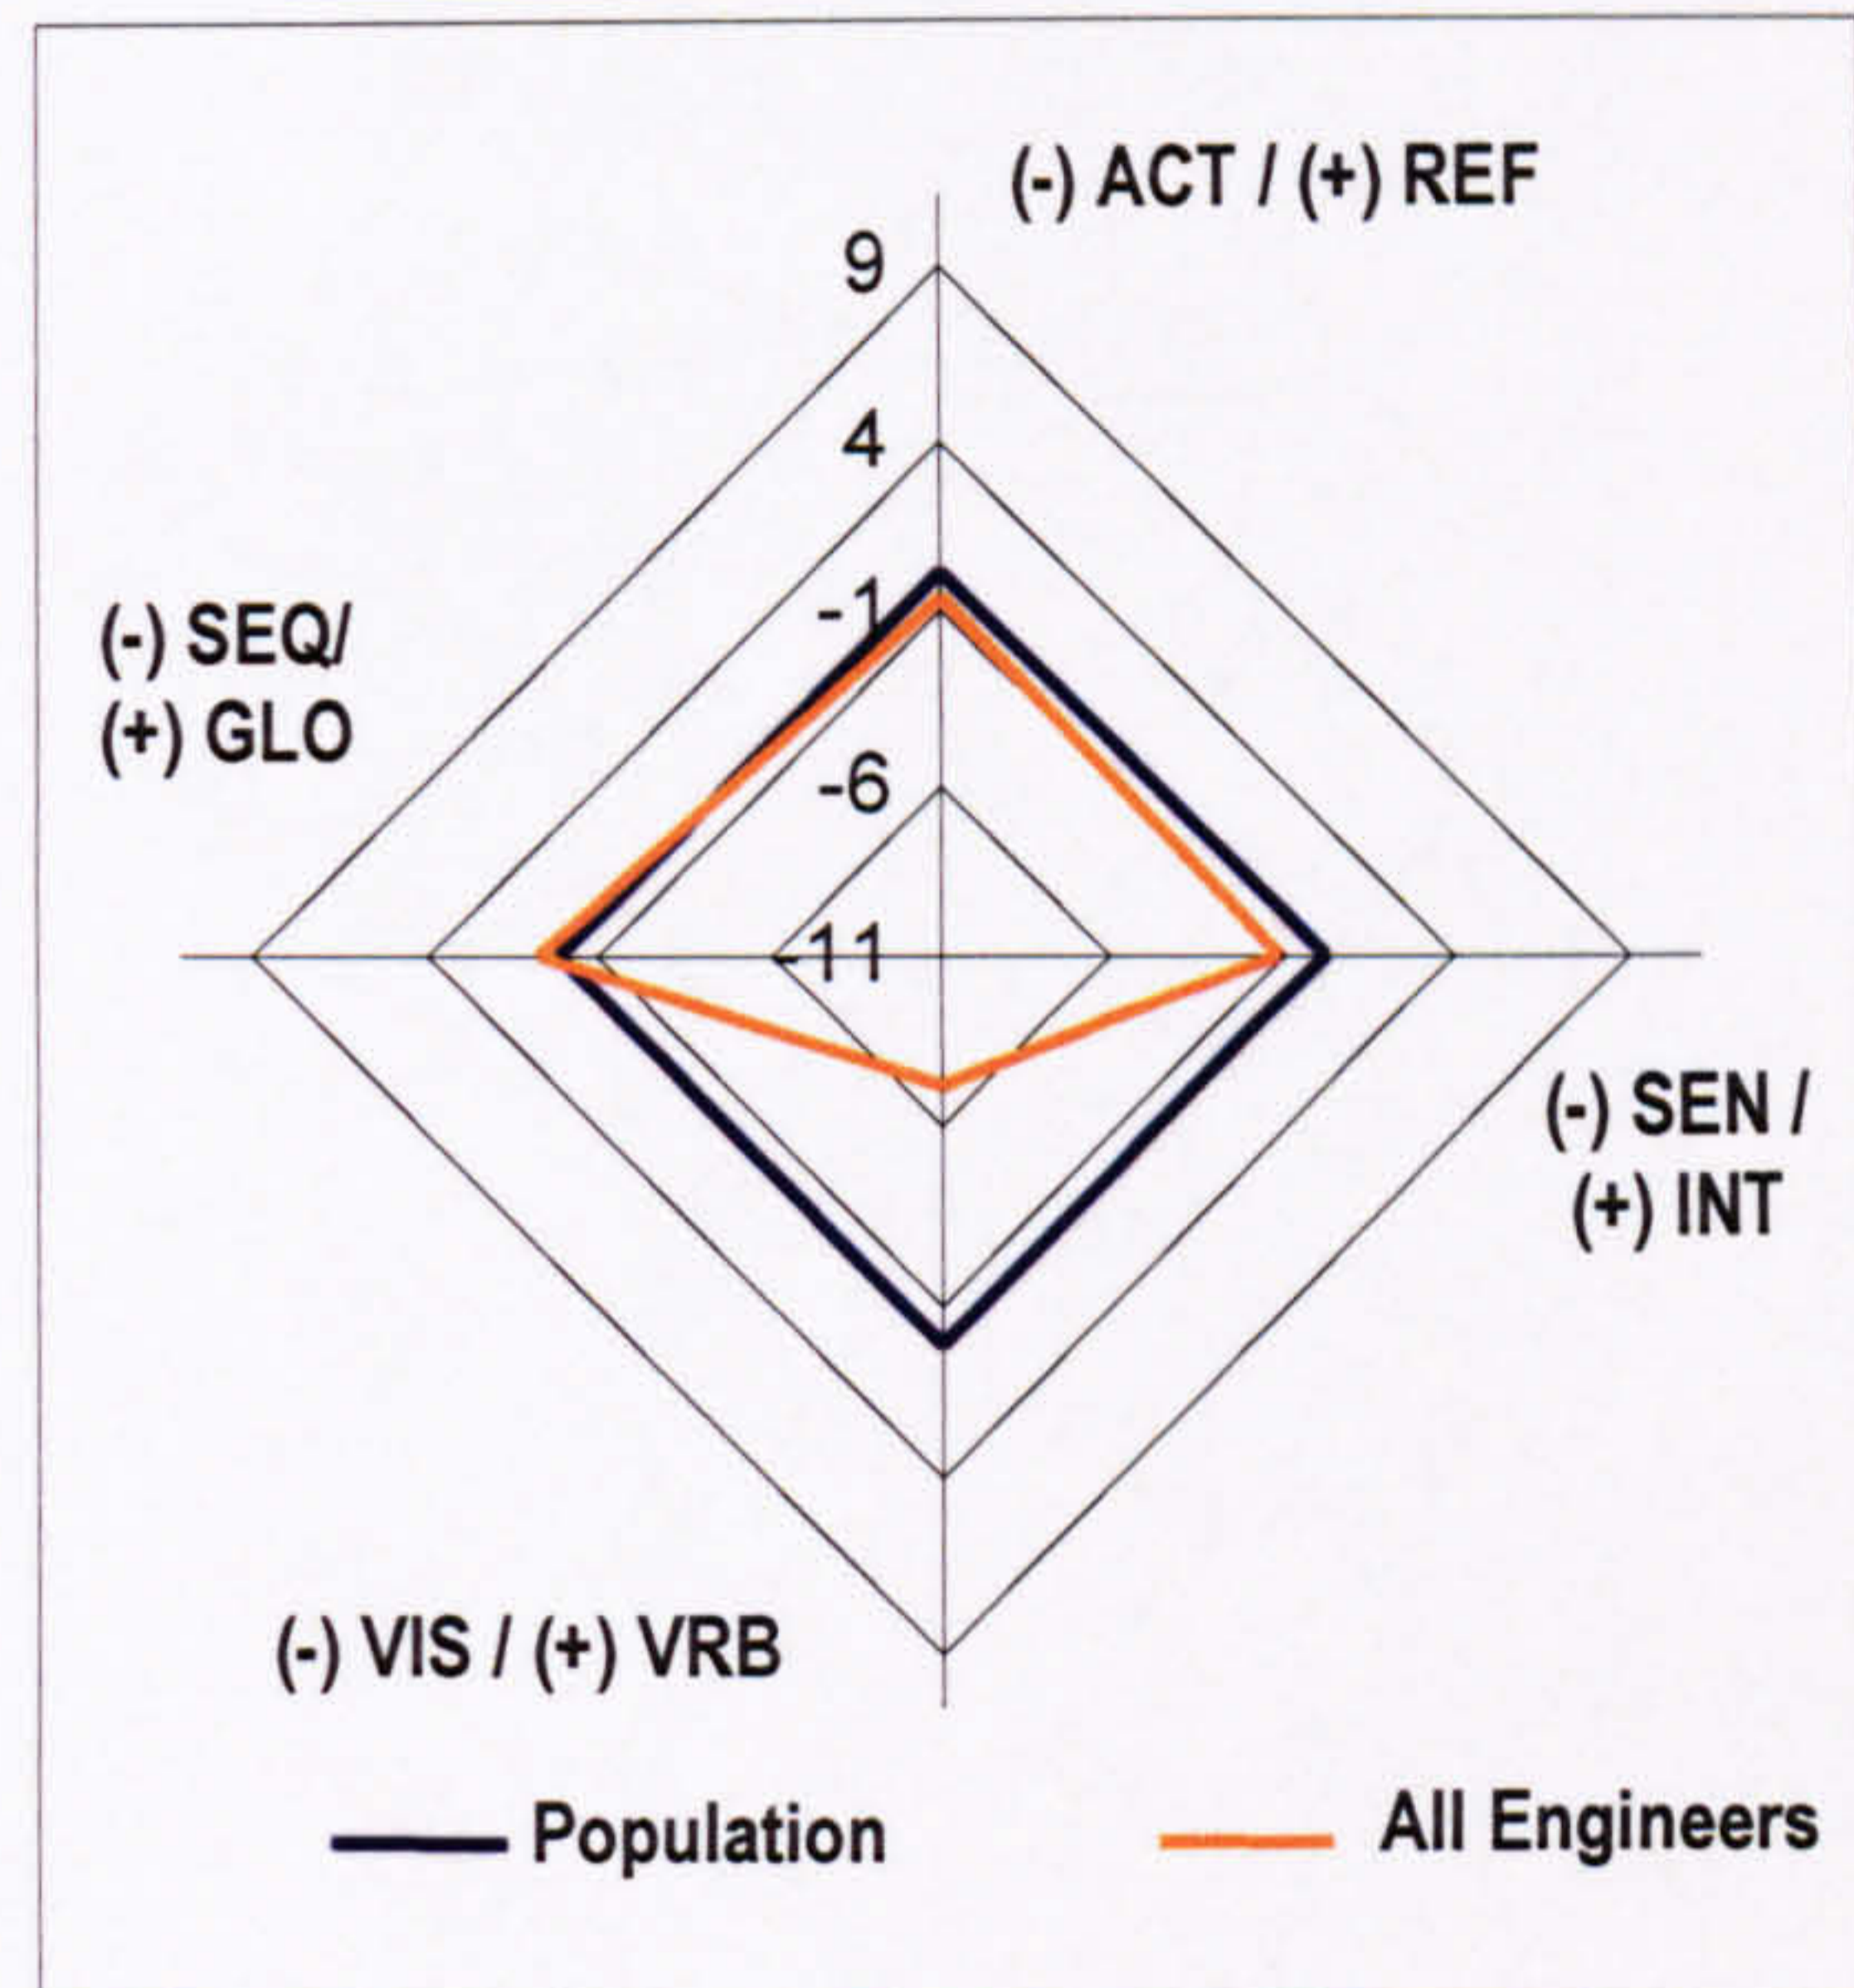 (-) ACT / (+) REF
9
4
-1
-6
-11
(-) SEQ/
(+) GLO
(-) SEN /
(+) INT
(-) VIS / (+) VRB
Population
All Engineers